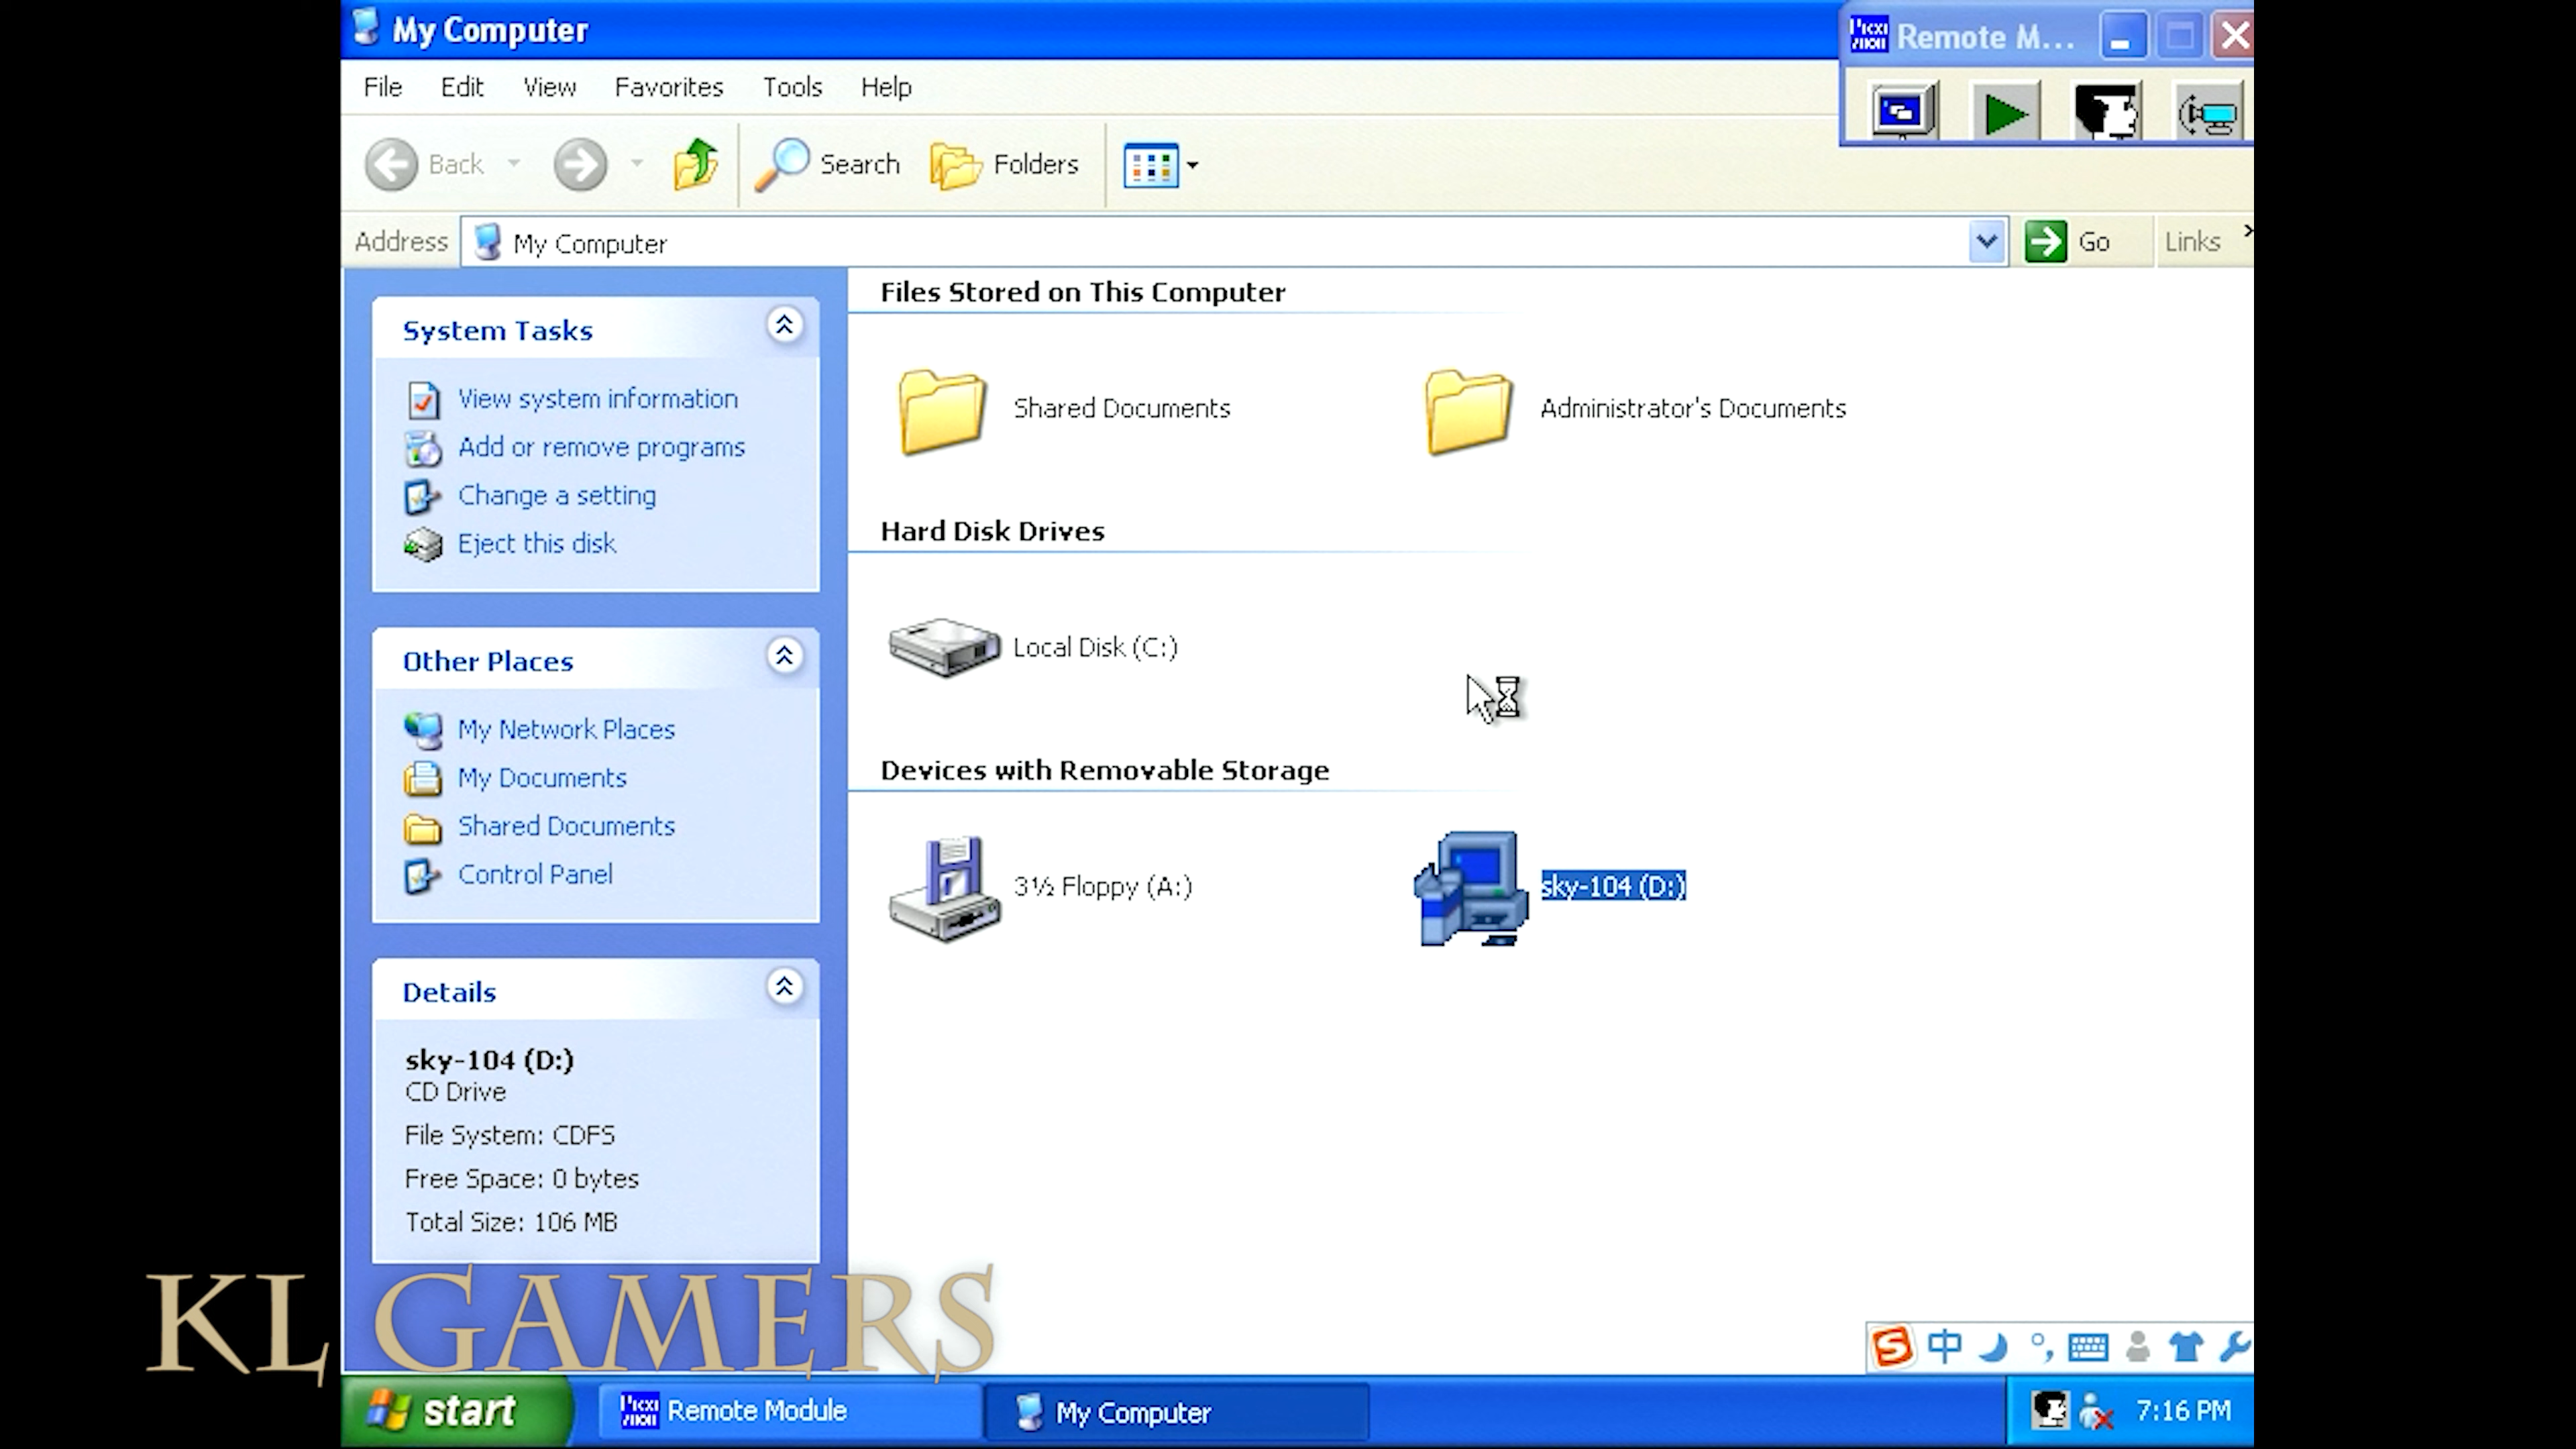 My Computer
Remote M...
File Edit View Favorites Tools Help
Back Search Folders
Address My Computer Go Links
System Tasks
View system information
Add or remove programs
Change a setting
Eject this disk
Other Places
My Network Places
My Documents
Shared Documents
Control Panel
Details
sky-104 (D:)
CD Drive
File System: CDFS
Free Space: 0 bytes
Total Size: 106 MB
Files Stored on This Computer
Shared Documents
Administrator's Documents
Hard Disk Drives
Local Disk (C:)
Devices with Removable Storage
3½ Floppy (A:)
sky-104 (D:)
KL GAMERS
S 中
start Remote Module My Computer 7:16 PM